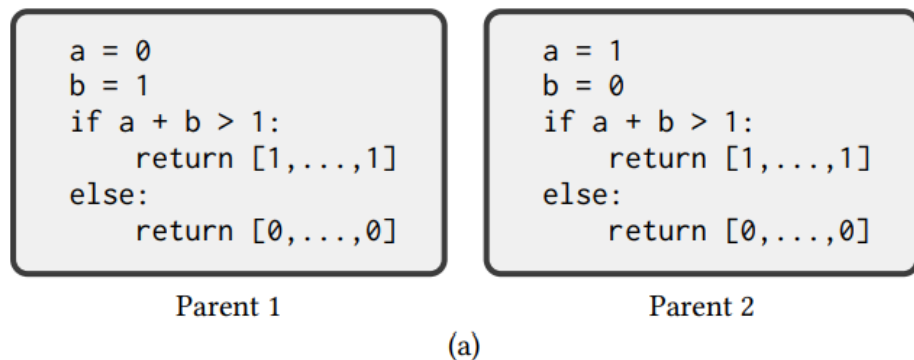 a = 0
b = 1
if a + b > 1:
    return [1,...,1]
else:
    return [0,...,0]
Parent 1
a = 1
b = 0
if a + b > 1:
    return [1,...,1]
else:
    return [0,...,0]
Parent 2
(a)